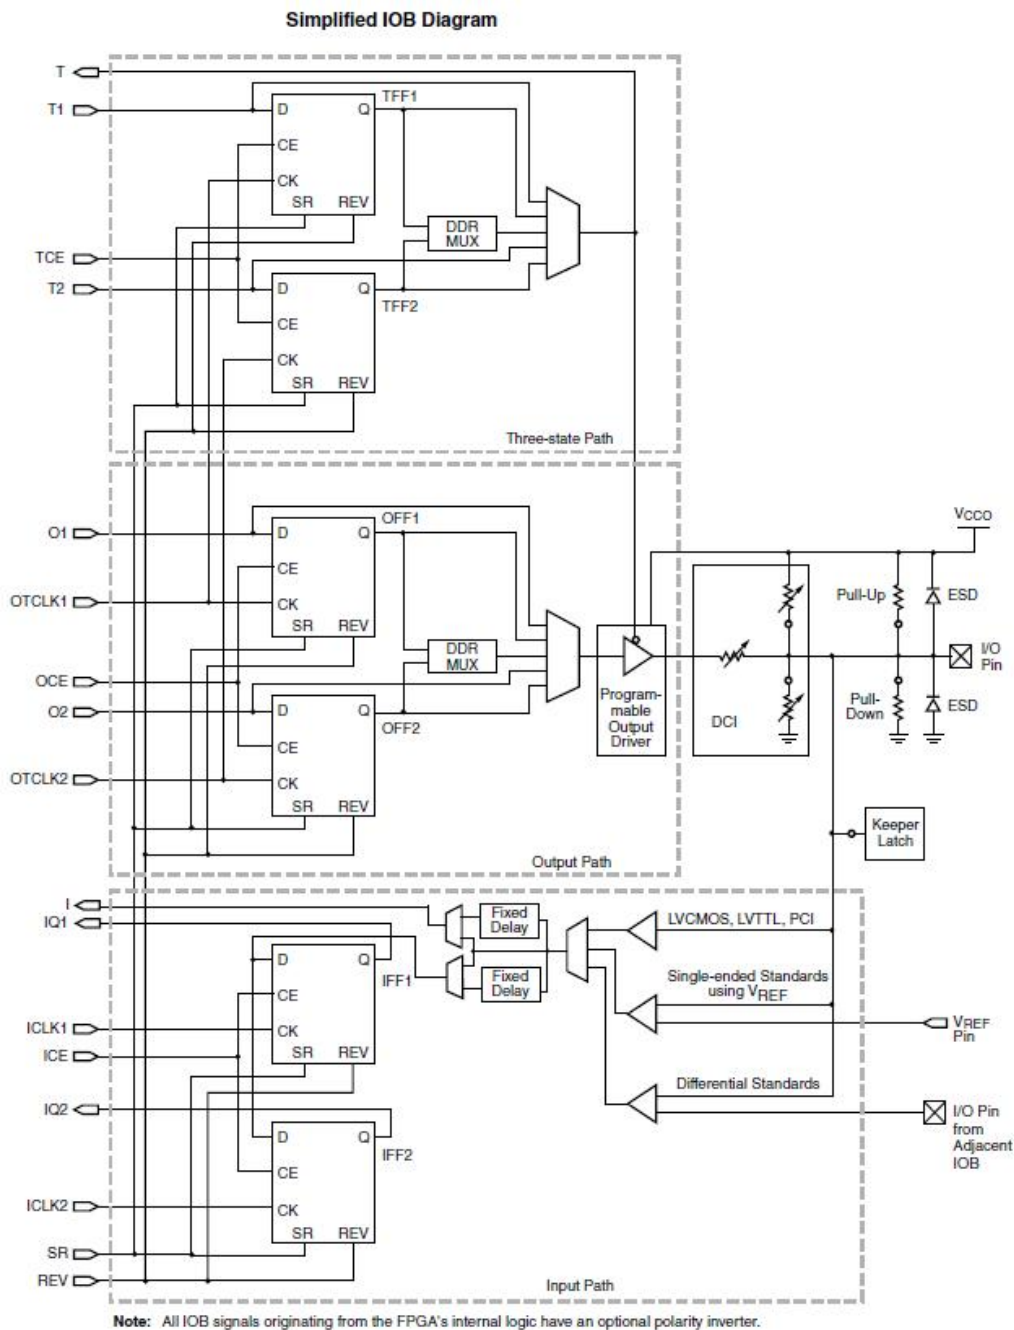 Simplified IOB Diagram
T
T1
TFF1
D
Q
CE
CK
SR
REV
DDR
MUX
TCE
T2
D
Q
TFF2
CE
CK
SR
REV
Three-state Path
O1
OFF1
D
Q
CE
OTCLK1
CK
SR
REV
DDR
MUX
OCE
O2
D
Q
OFF2
CE
OTCLK2
CK
SR
REV
Program-
mable
Output
Driver
DCI
VCCO
Pull-Up
ESD
I/O
Pin
Pull-
Down
ESD
Keeper
Latch
Output Path
I
IQ1
Fixed
Delay
LVCMOS, LVTTL, PCI
D
Q
IFF1
Fixed
Delay
Single-ended Standards
using VREF
CE
ICLK1
CK
VREF
Pin
ICE
SR
REV
Differential Standards
IQ2
I/O Pin
from
Adjacent
IOB
D
Q
IFF2
CE
ICLK2
CK
SR
REV
SR
REV
Input Path
Note: All IOB signals originating from the FPGA's internal logic have an optional polarity inverter.